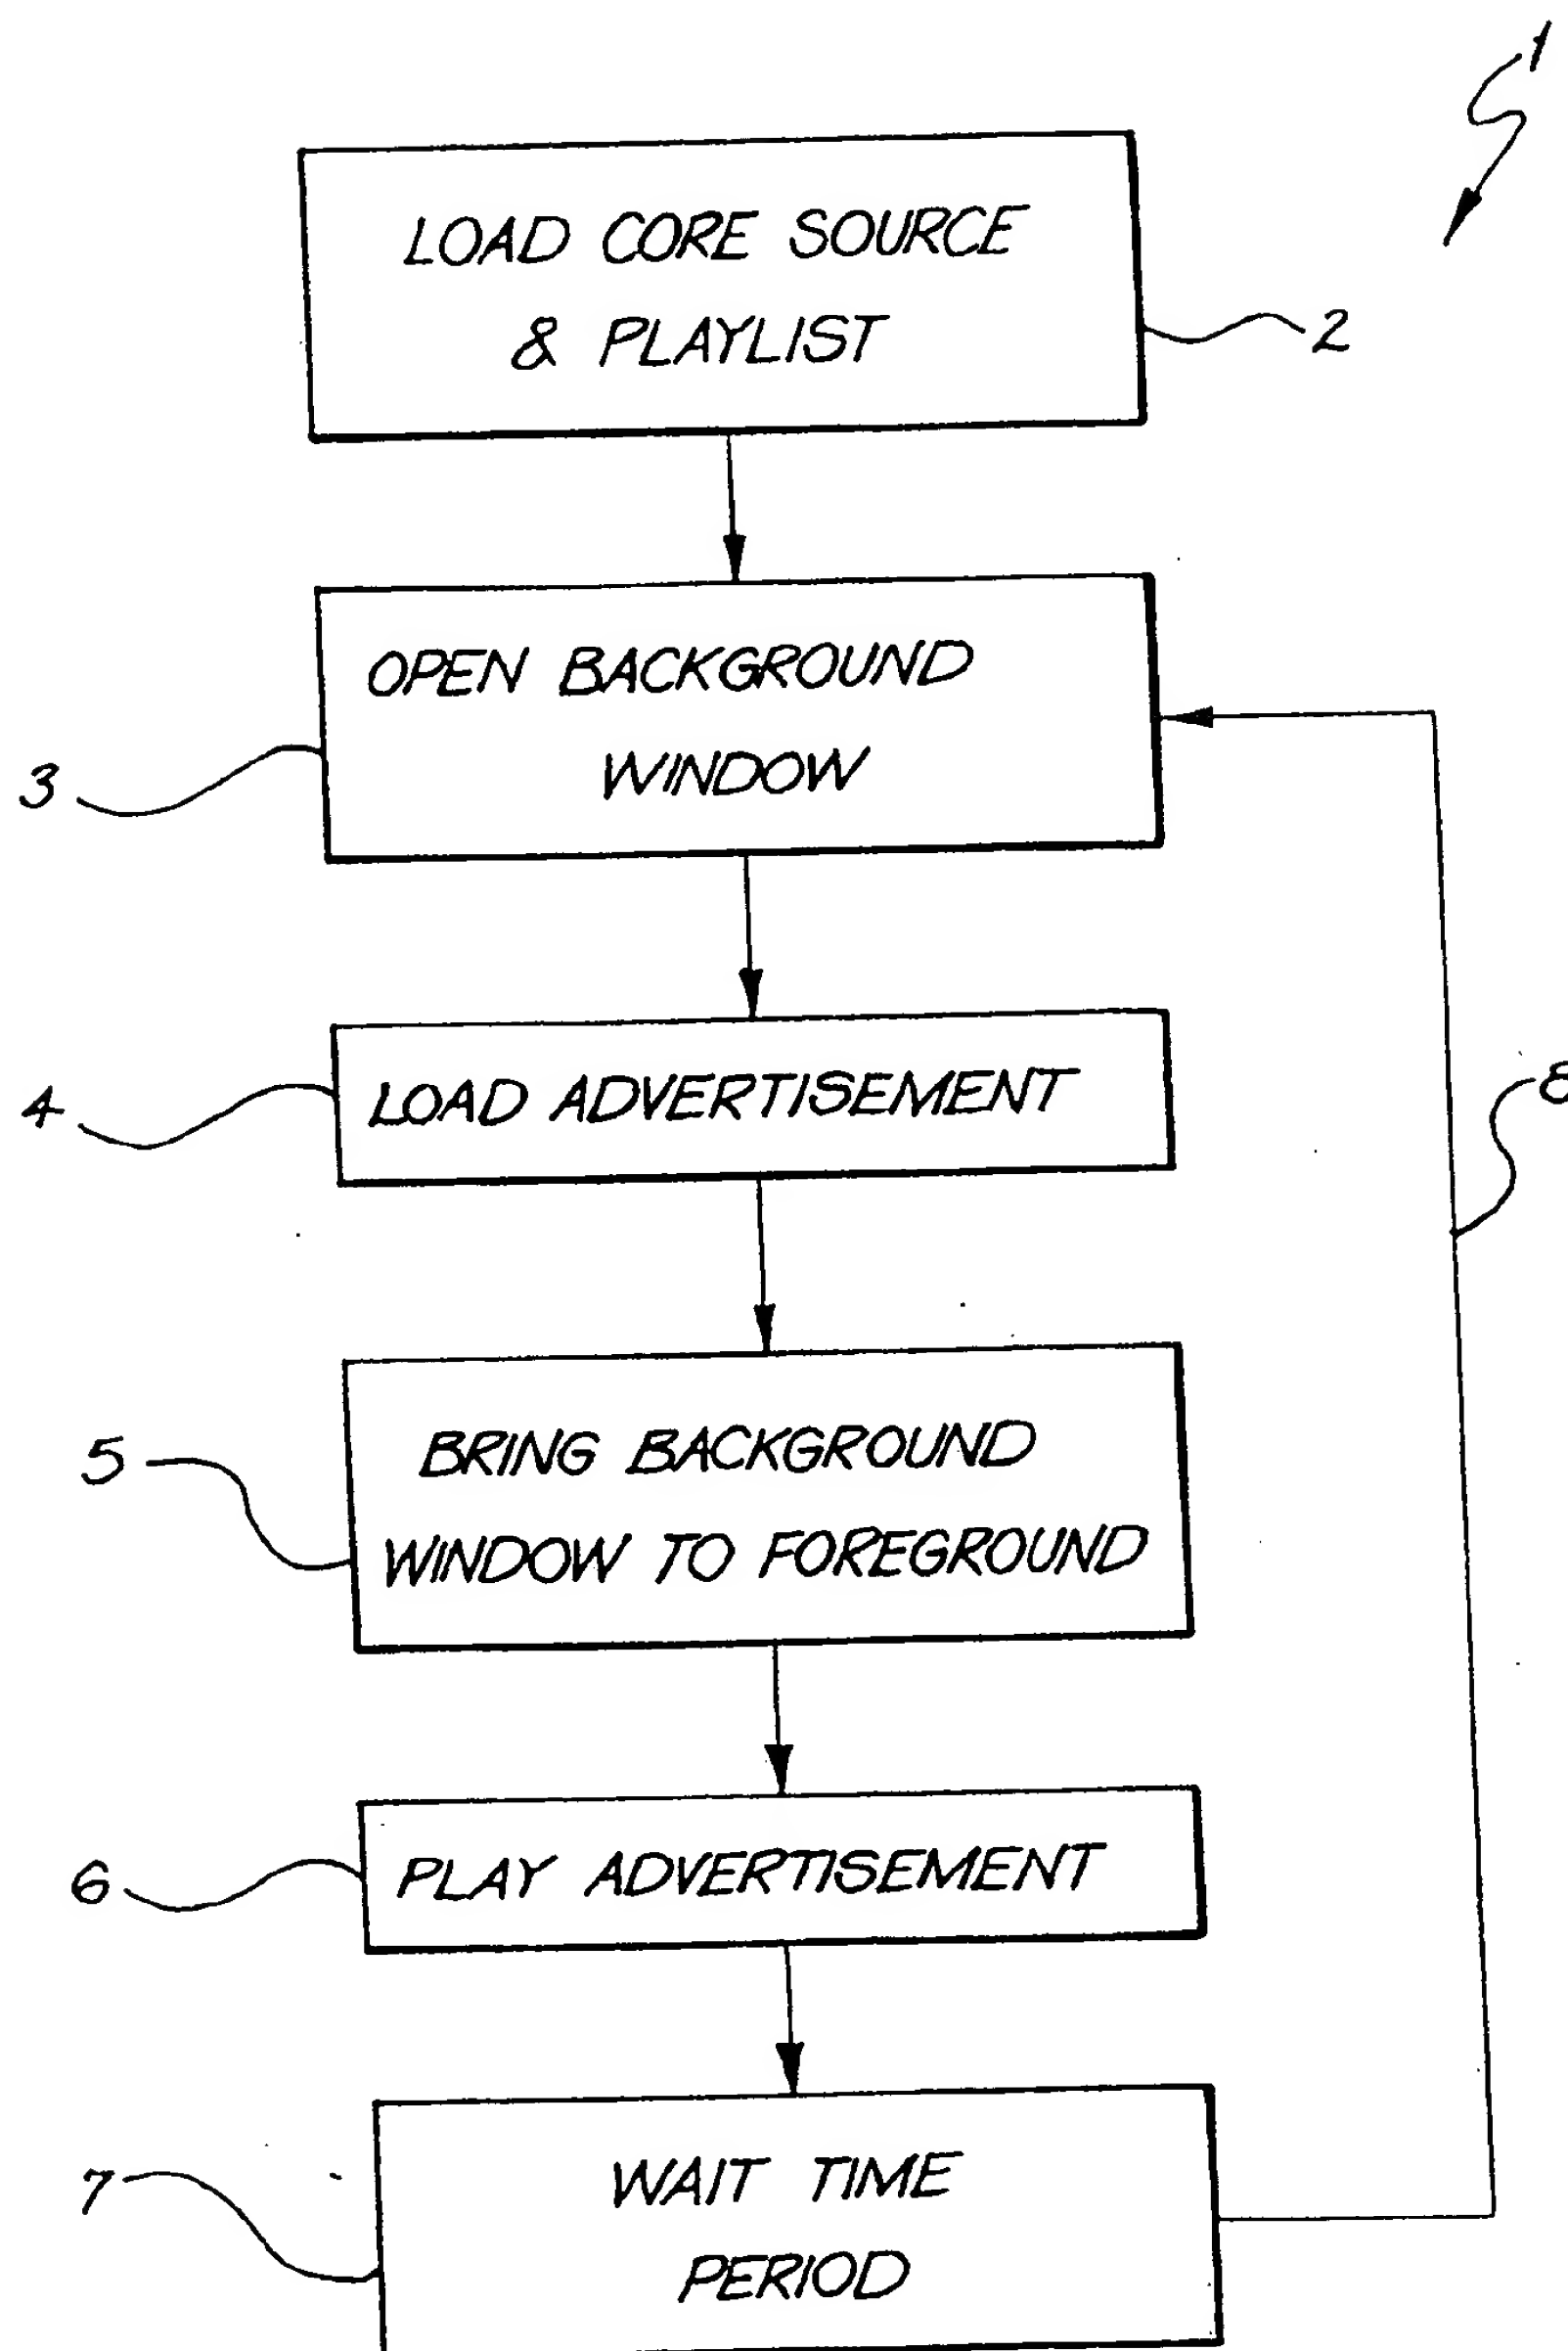 1
LOAD CORE SOURCE
& PLAYLIST
2
OPEN BACKGROUND
WINDOW
3
4
LOAD ADVERTISEMENT
8
5
BRING BACKGROUND
WINDOW TO FOREGROUND
6
PLAY ADVERTISEMENT
7
WAIT TIME
PERIOD